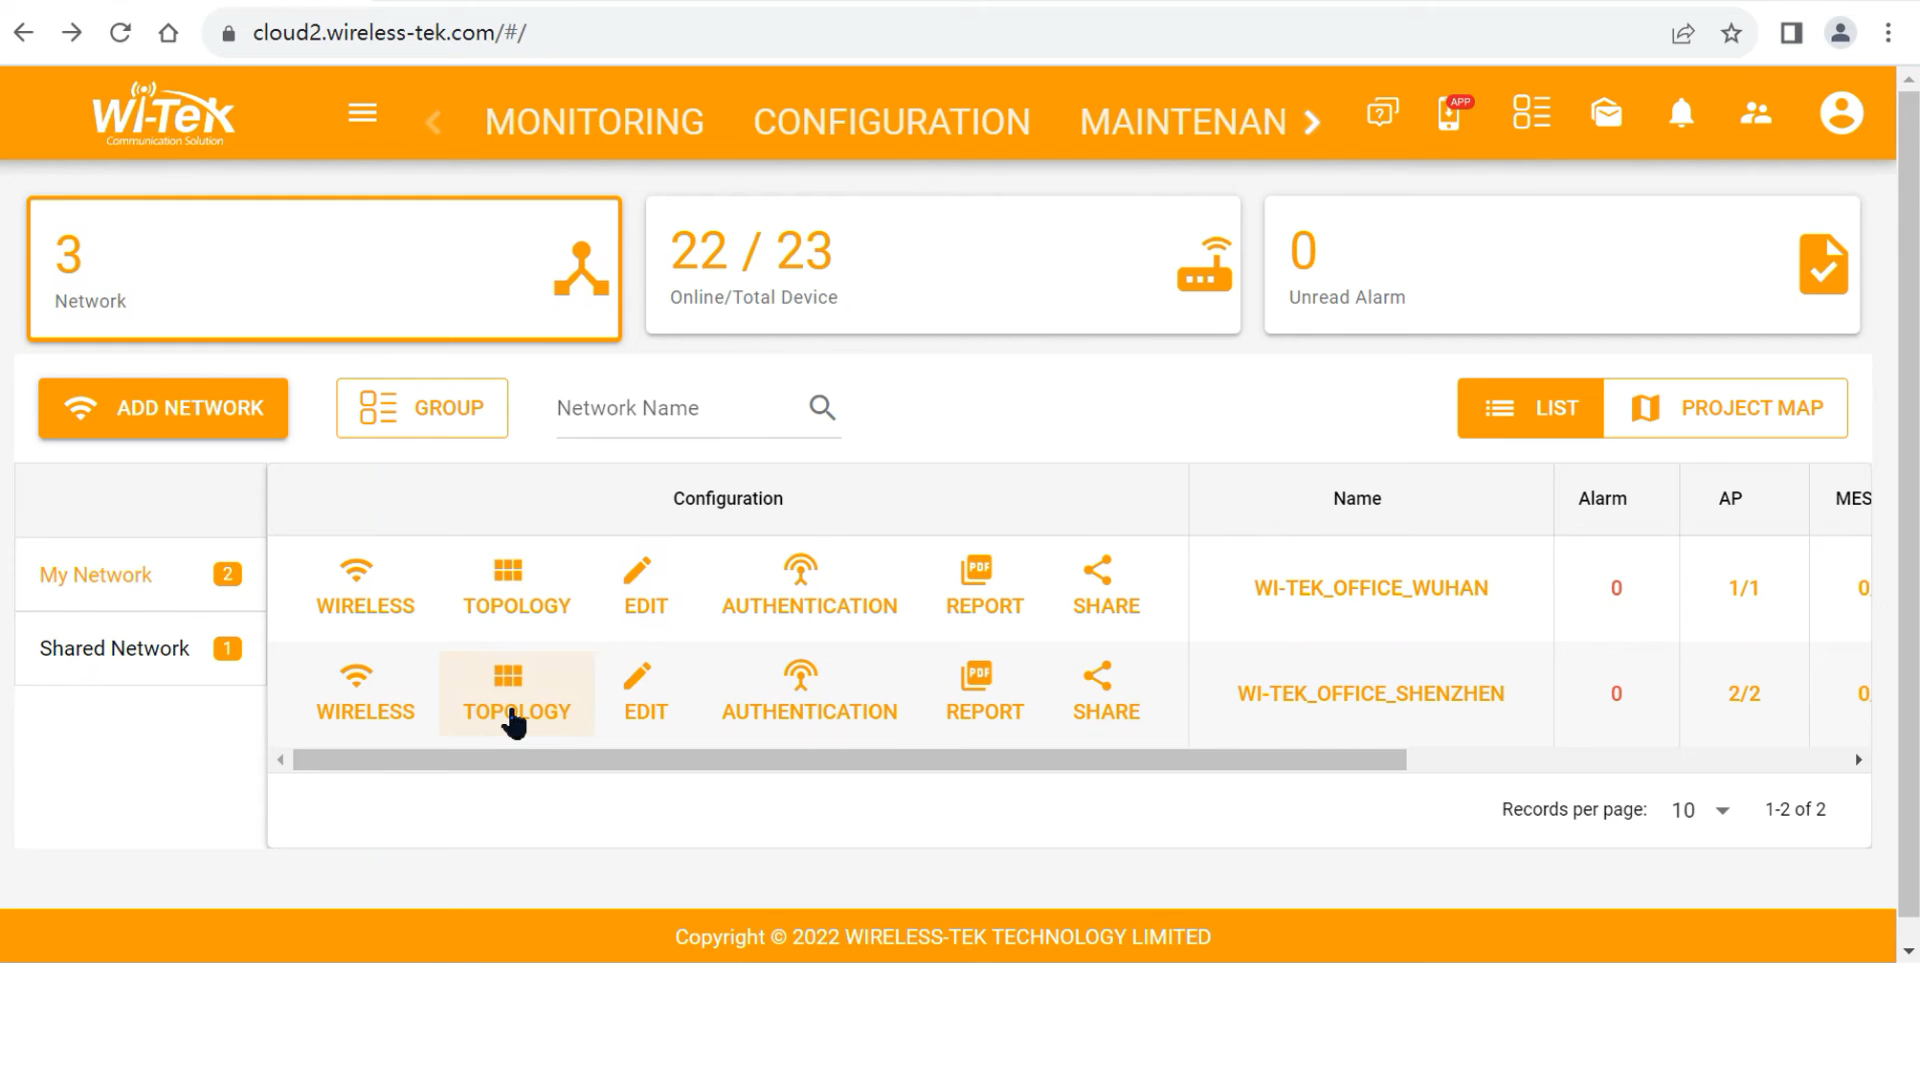 cloud2.wireless-tek.com/#/
Wi-Tek
Communication Solution
MONITORING CONFIGURATION MAINTENAN
APP
3
Network
22 / 23
Online/Total Device
0
Unread Alarm
ADD NETWORK
GROUP
Network Name
LIST
PROJECT MAP
Configuration Name Alarm AP MES
My Network 2
Shared Network 1
PDF
WIRELESS TOPOLOGY EDIT AUTHENTICATION REPORT SHARE WI-TEK_OFFICE_WUHAN 0 1/1 0
PDF
WIRELESS TOPOLOGY EDIT AUTHENTICATION REPORT SHARE WI-TEK_OFFICE_SHENZHEN 0 2/2 0
Records per page: 10 1-2 of 2
Copyright © 2022 WIRELESS-TEK TECHNOLOGY LIMITED